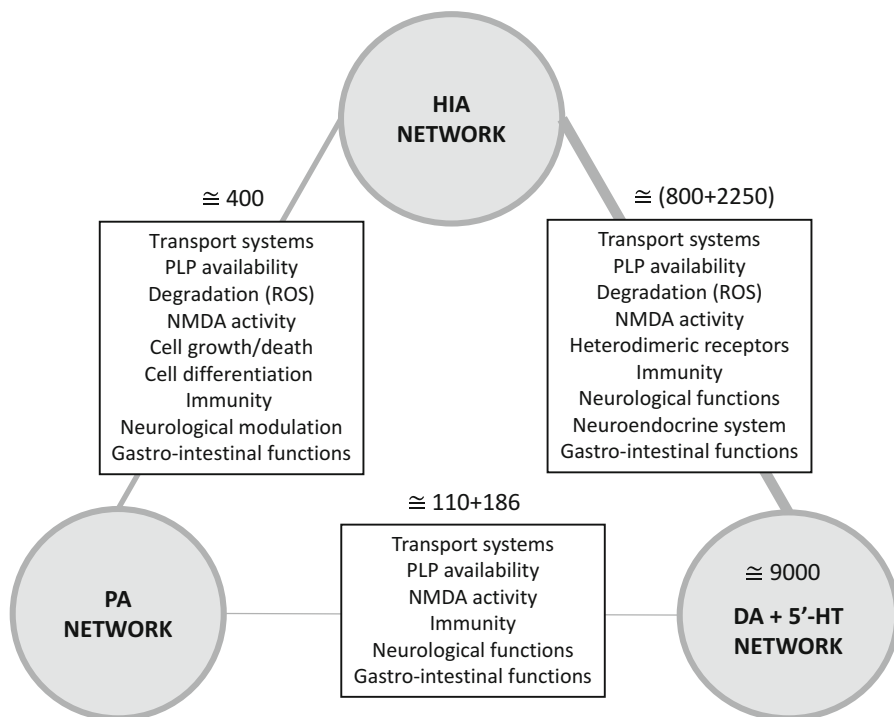 HIA
NETWORK
≅ 400
Transport systems
PLP availability
Degradation (ROS)
NMDA activity
Cell growth/death
Cell differentiation
Immunity
Neurological modulation
Gastro-intestinal functions
≅ (800+2250)
Transport systems
PLP availability
Degradation (ROS)
NMDA activity
Heterodimeric receptors
Immunity
Neurological functions
Neuroendocrine system
Gastro-intestinal functions
≅ 110+186
Transport systems
PLP availability
NMDA activity
Immunity
Neurological functions
Gastro-intestinal functions
PA
NETWORK
≅ 9000
DA + 5’-HT
NETWORK